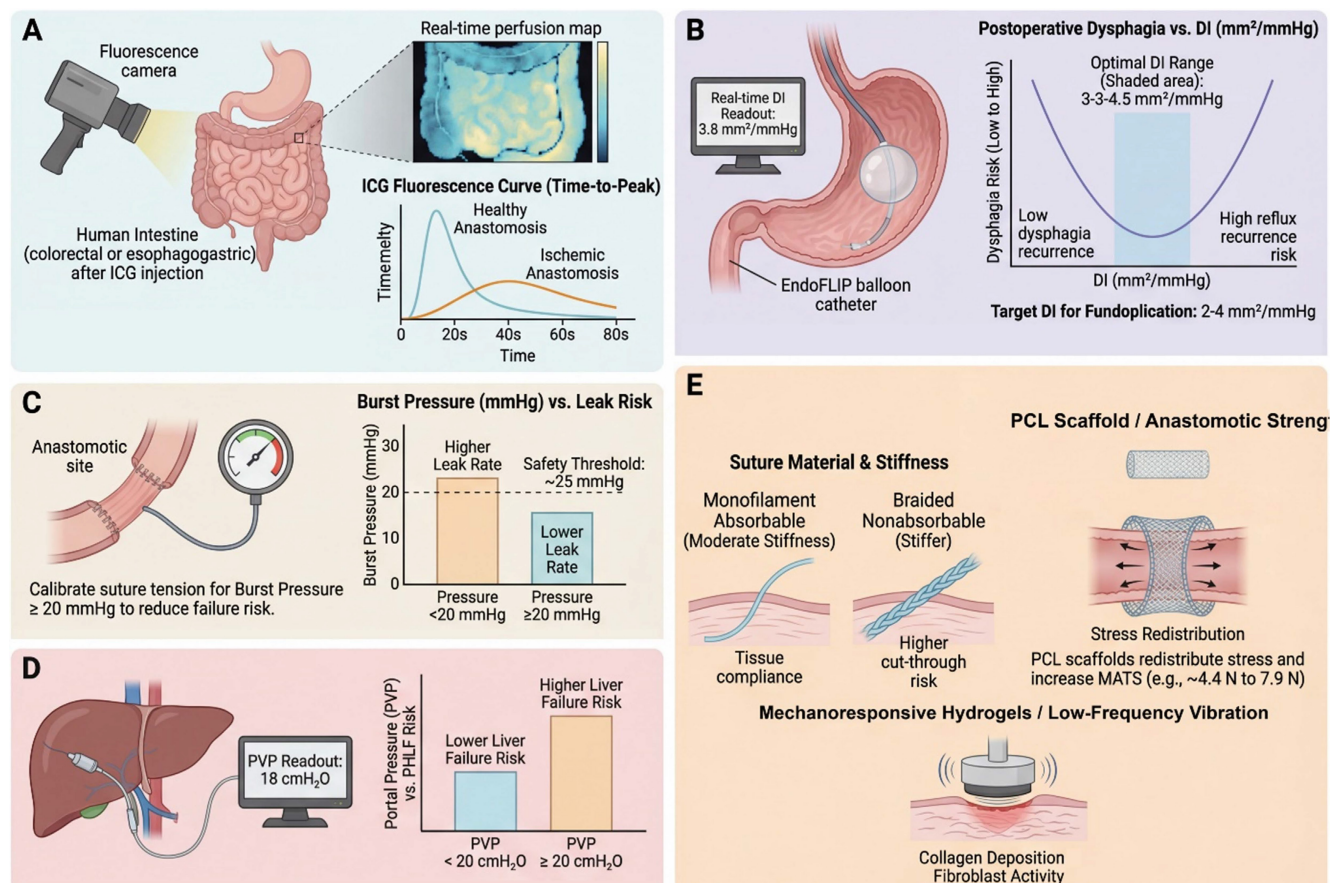 A
Fluorescence
camera
Real-time perfusion map
Human Intestine
(colorectal or esophagogastric)
after ICG injection
ICG Fluorescence Curve (Time-to-Peak)
Healthy
Anastomosis
Ischemic
Anastomosis
Timemelty
0 20s 40s 60s 80s
Time
B
Real-time DI
Readout:
3.8 mm²/mmHg
EndoFLIP balloon
catheter
Postoperative Dysphagia vs. DI (mm²/mmHg)
Optimal DI Range
(Shaded area):
3-3-4.5 mm²/mmHg
Dysphagia Risk (Low to High)
Low
dysphagia
recurrence
High reflux
recurrence
risk
DI (mm²/mmHg)
Target DI for Fundoplication: 2-4 mm²/mmHg
C
Anastomotic
site
Calibrate suture tension for Burst Pressure
≥ 20 mmHg to reduce failure risk.
Burst Pressure (mmHg) vs. Leak Risk
Burst Pressure (mmHg)
30
20
10
0
Higher
Leak Rate
Safety Threshold:
~25 mmHg
Lower
Leak
Rate
Pressure
<20 mmHg
Pressure
≥20 mmHg
D
PVP Readout:
18 cmH₂O
Portal Pressure (PVP)
vs. PHLF Risk
Lower Liver
Failure Risk
Higher Liver
Failure Risk
PVP
< 20 cmH₂O
PVP
≥ 20 cmH₂O
E
Suture Material & Stiffness
Monofilament
Absorbable
(Moderate Stiffness)
Tissue
compliance
Braided
Nonabsorbable
(Stiffer)
Higher
cut-through
risk
PCL Scaffold / Anastomotic Streng
Stress Redistribution
PCL scaffolds redistribute stress and
increase MATS (e.g., ~4.4 N to 7.9 N)
Mechanoresponsive Hydrogels / Low-Frequency Vibration
Collagen Deposition
Fibroblast Activity